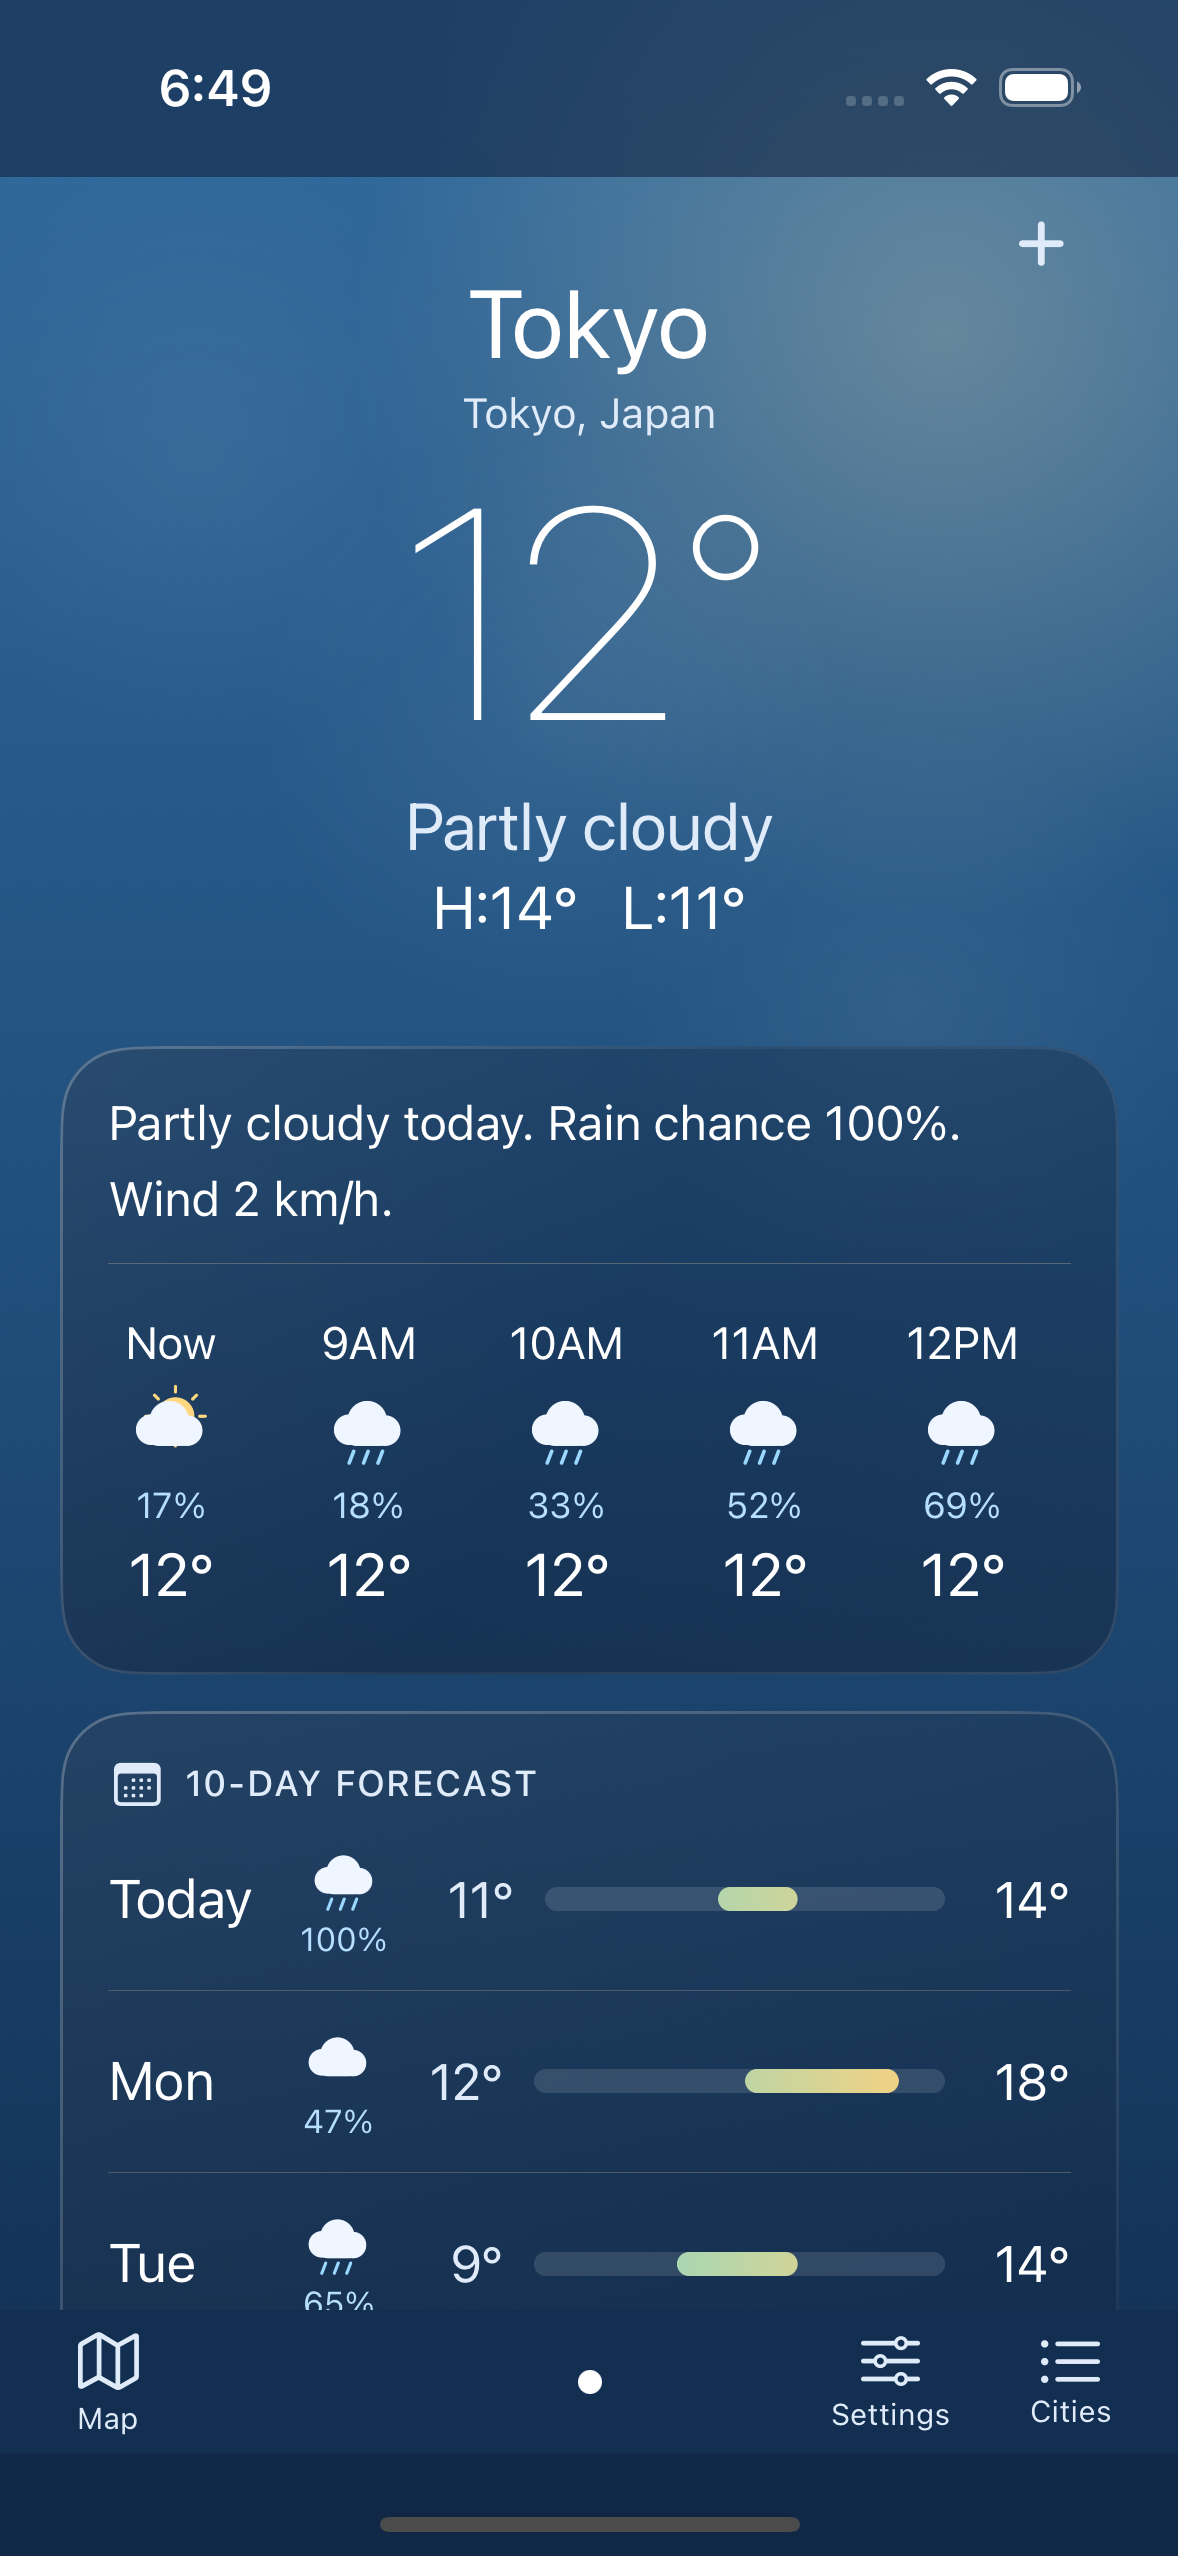 6:49
Tokyo
Tokyo, Japan
12°
Partly cloudy
H:14° L:11°
Partly cloudy today. Rain chance 100%.
Wind 2 km/h.
Now 9AM 10AM 11AM 12PM
17% 18% 33% 52% 69%
12° 12° 12° 12° 12°
10-DAY FORECAST
Today 11° 14°
100%
Mon 12° 18°
47%
Tue 9° 14°
65%
Map Settings Cities